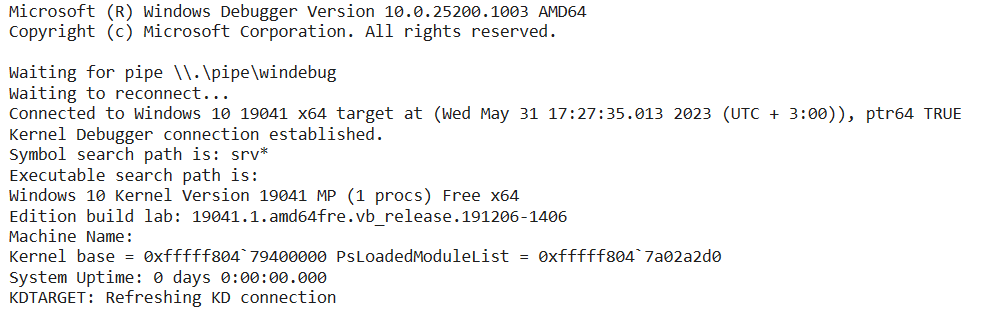 Microsoft (R) Windows Debugger Version 10.0.25200.1003 AMD64
Copyright (c) Microsoft Corporation. All rights reserved.
Waiting for pipe \\.\pipe\windebug
Waiting to reconnect...
Connected to Windows 10 19041 x64 target at (Wed May 31 17:27:35.013 2023 (UTC + 3:00)), ptr64 TRUE
Kernel Debugger connection established.
Symbol search path is: srv*
Executable search path is:
Windows 10 Kernel Version 19041 MP (1 procs) Free x64
Edition build lab: 19041.1.amd64fre.vb_release.191206-1406
Machine Name:
Kernel base = 0xfffff804`79400000 PsLoadedModuleList = 0xfffff804`7a02a2d0
System Uptime: 0 days 0:00:00.000
KDTARGET: Refreshing KD connection